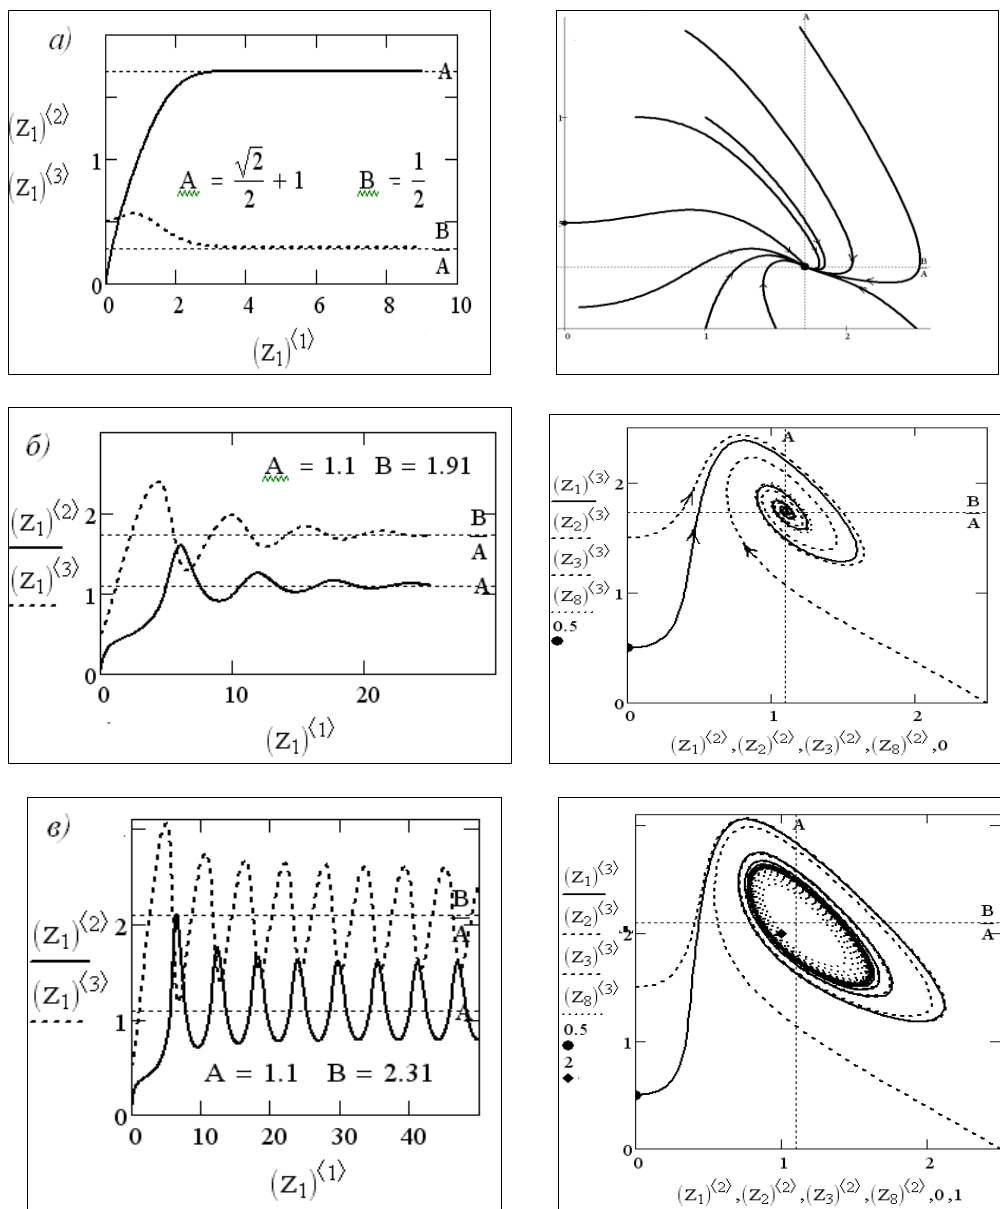 а)
(Z₁)^⟨2⟩
(Z₁)^⟨3⟩
1
0
A = √2/2 + 1 B = 1/2
A
B
A
0 2 4 6 8 10
(Z₁)^⟨1⟩
A
1
B
A
0 1 2
б)
A = 1.1 B = 1.91
(Z₁)^⟨2⟩
(Z₁)^⟨3⟩
2
1
0
B
A
A
0 10 20
(Z₁)^⟨1⟩
(Z₁)^⟨3⟩
(Z₂)^⟨3⟩
(Z₃)^⟨3⟩
(Z₈)^⟨3⟩
0.5
A
2
1
0
B
A
0 1 2
(Z₁)^⟨2⟩,(Z₂)^⟨2⟩,(Z₃)^⟨2⟩,(Z₈)^⟨2⟩,0
в)
(Z₁)^⟨2⟩
(Z₁)^⟨3⟩
2
1
0
B
A
A
A = 1.1 B = 2.31
0 10 20 30 40
(Z₁)^⟨1⟩
(Z₁)^⟨3⟩
(Z₂)^⟨3⟩
(Z₃)^⟨3⟩
(Z₈)^⟨3⟩
0.5
2
A
2
1
0
B
A
0 1 2
(Z₁)^⟨2⟩,(Z₂)^⟨2⟩,(Z₃)^⟨2⟩,(Z₈)^⟨2⟩,0,1